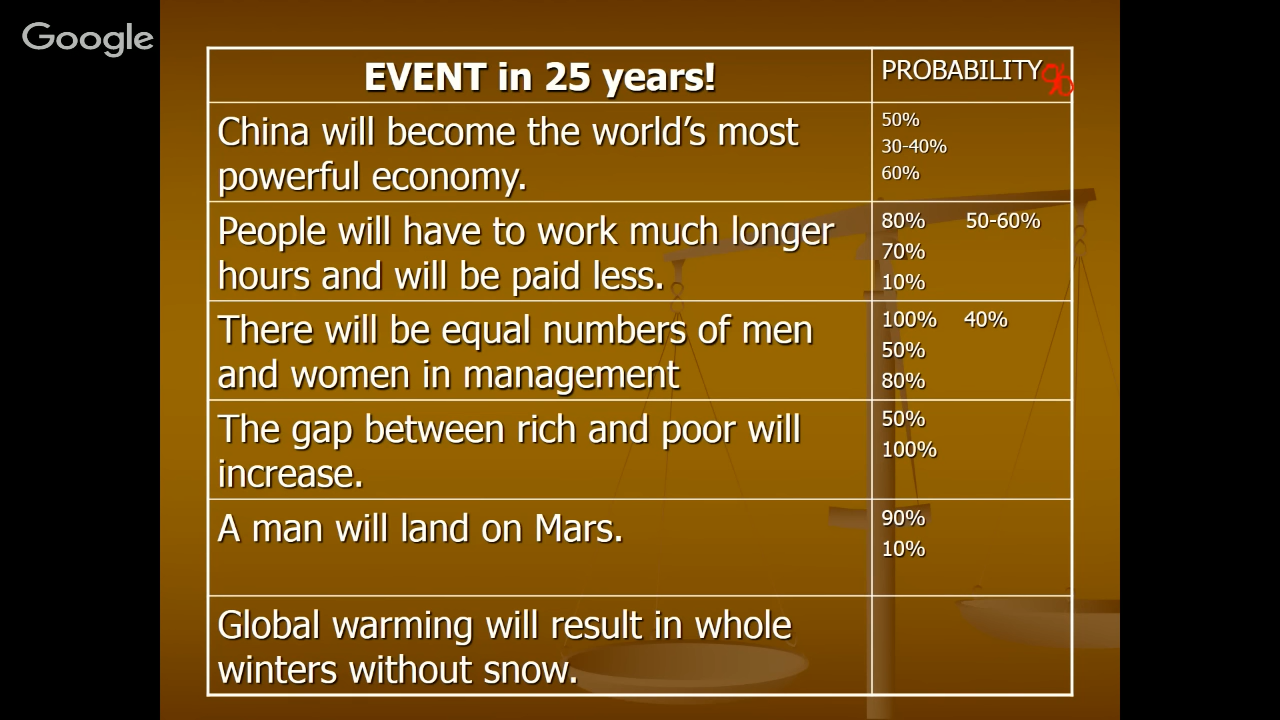 Google
EVENT in 25 years!
PROBABILITY%
China will become the world’s most
powerful economy.
50%
30-40%
60%
People will have to work much longer
hours and will be paid less.
80% 50-60%
70%
10%
There will be equal numbers of men
and women in management
100% 40%
50%
80%
The gap between rich and poor will
increase.
50%
100%
A man will land on Mars.
90%
10%
Global warming will result in whole
winters without snow.